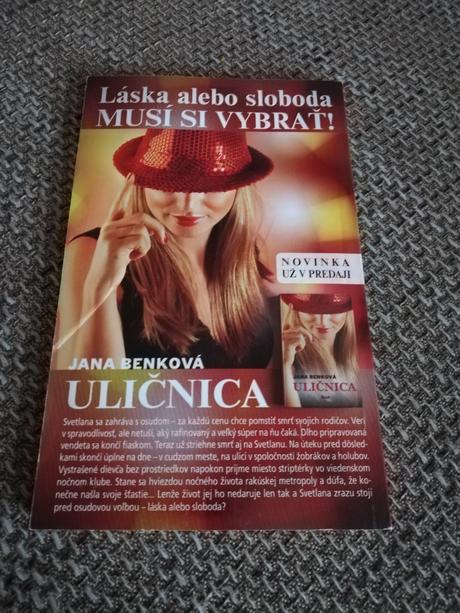 Láska alebo sloboda
MUSÍ SI VYBRAŤ!
NOVINKA
UŽ V PREDAJI
JANA BENKOVÁ
ULIČNICA
JANA BENKOVÁ
ULIČNICA
Svetlana sa zahráva s osudom – za každú cenu chce pomstiť smrť svojich rodičov. Verí
v spravodlivosť, ale netuší, aký rafinovaný a veľký súper na ňu čaká. Dlho pripravovaná
vendeta sa končí fiaskom. Teraz už striehne smrť aj na Svetlanu. Na úteku pred dôsled-
kami skončí úplne na dne – v cudzom meste, na ulici v spoločnosti žobrákov a holubov.
Vystrašené dievča bez prostriedkov napokon prijme miesto striptérky vo viedenskom
nočnom klube. Stane sa hviezdou nočného života rakúskej metropoly a dúfa, že ko-
nečne našla svoje šťastie... Lenže život jej ho nedaruje len tak a Svetlana zrazu stojí
pred osudovou voľbou – láska alebo sloboda?